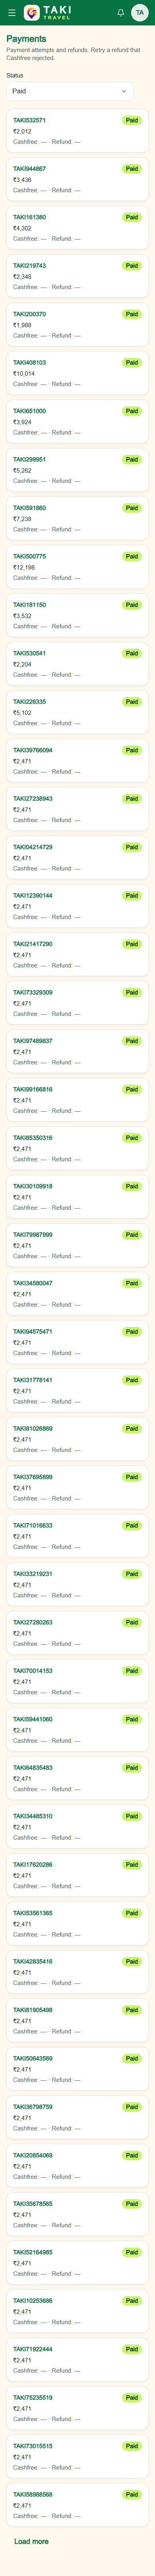 TAKI
TRAVEL
TA
Payments
Payment attempts and refunds. Retry a refund that
Cashfree rejected.
Status
Paid
TAKI532571 Paid
₹2,012
Cashfree: — Refund: —
TAKI944867 Paid
₹3,436
Cashfree: — Refund: —
TAKI161380 Paid
₹4,302
Cashfree: — Refund: —
TAKI219743 Paid
₹2,348
Cashfree: — Refund: —
TAKI200370 Paid
₹1,988
Cashfree: — Refund: —
TAKI408103 Paid
₹10,014
Cashfree: — Refund: —
TAKI651000 Paid
₹3,924
Cashfree: — Refund: —
TAKI299951 Paid
₹5,262
Cashfree: — Refund: —
TAKI591860 Paid
₹7,238
Cashfree: — Refund: —
TAKI500775 Paid
₹12,198
Cashfree: — Refund: —
TAKI181150 Paid
₹3,532
Cashfree: — Refund: —
TAKI530541 Paid
₹2,204
Cashfree: — Refund: —
TAKI226335 Paid
₹5,102
Cashfree: — Refund: —
TAKI39766094 Paid
₹2,471
Cashfree: — Refund: —
TAKI27238943 Paid
₹2,471
Cashfree: — Refund: —
TAKI04214729 Paid
₹2,471
Cashfree: — Refund: —
TAKI12390144 Paid
₹2,471
Cashfree: — Refund: —
TAKI21417290 Paid
₹2,471
Cashfree: — Refund: —
TAKI73329309 Paid
₹2,471
Cashfree: — Refund: —
TAKI97489837 Paid
₹2,471
Cashfree: — Refund: —
TAKI99166816 Paid
₹2,471
Cashfree: — Refund: —
TAKI85350316 Paid
₹2,471
Cashfree: — Refund: —
TAKI30109918 Paid
₹2,471
Cashfree: — Refund: —
TAKI79987999 Paid
₹2,471
Cashfree: — Refund: —
TAKI34580047 Paid
₹2,471
Cashfree: — Refund: —
TAKI94575471 Paid
₹2,471
Cashfree: — Refund: —
TAKI31778141 Paid
₹2,471
Cashfree: — Refund: —
TAKI81026869 Paid
₹2,471
Cashfree: — Refund: —
TAKI37695899 Paid
₹2,471
Cashfree: — Refund: —
TAKI71016633 Paid
₹2,471
Cashfree: — Refund: —
TAKI33219231 Paid
₹2,471
Cashfree: — Refund: —
TAKI27280263 Paid
₹2,471
Cashfree: — Refund: —
TAKI70014153 Paid
₹2,471
Cashfree: — Refund: —
TAKI59441060 Paid
₹2,471
Cashfree: — Refund: —
TAKI64835483 Paid
₹2,471
Cashfree: — Refund: —
TAKI34485310 Paid
₹2,471
Cashfree: — Refund: —
TAKI17620286 Paid
₹2,471
Cashfree: — Refund: —
TAKI53561365 Paid
₹2,471
Cashfree: — Refund: —
TAKI42835416 Paid
₹2,471
Cashfree: — Refund: —
TAKI81905498 Paid
₹2,471
Cashfree: — Refund: —
TAKI50643569 Paid
₹2,471
Cashfree: — Refund: —
TAKI36798759 Paid
₹2,471
Cashfree: — Refund: —
TAKI20854069 Paid
₹2,471
Cashfree: — Refund: —
TAKI35678565 Paid
₹2,471
Cashfree: — Refund: —
TAKI52164985 Paid
₹2,471
Cashfree: — Refund: —
TAKI10253686 Paid
₹2,471
Cashfree: — Refund: —
TAKI71922444 Paid
₹2,471
Cashfree: — Refund: —
TAKI75235519 Paid
₹2,471
Cashfree: — Refund: —
TAKI73015515 Paid
₹2,471
Cashfree: — Refund: —
TAKI58988568 Paid
₹2,471
Cashfree: — Refund: —
Load more